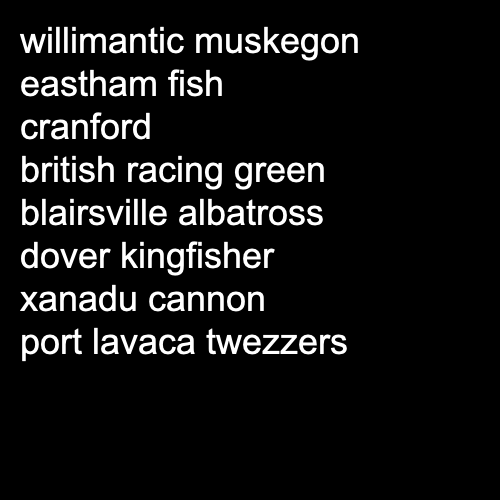 willimantic muskegon
eastham fish
cranford
british racing green
blairsville albatross
dover kingfisher
xanadu cannon
port lavaca twezzers